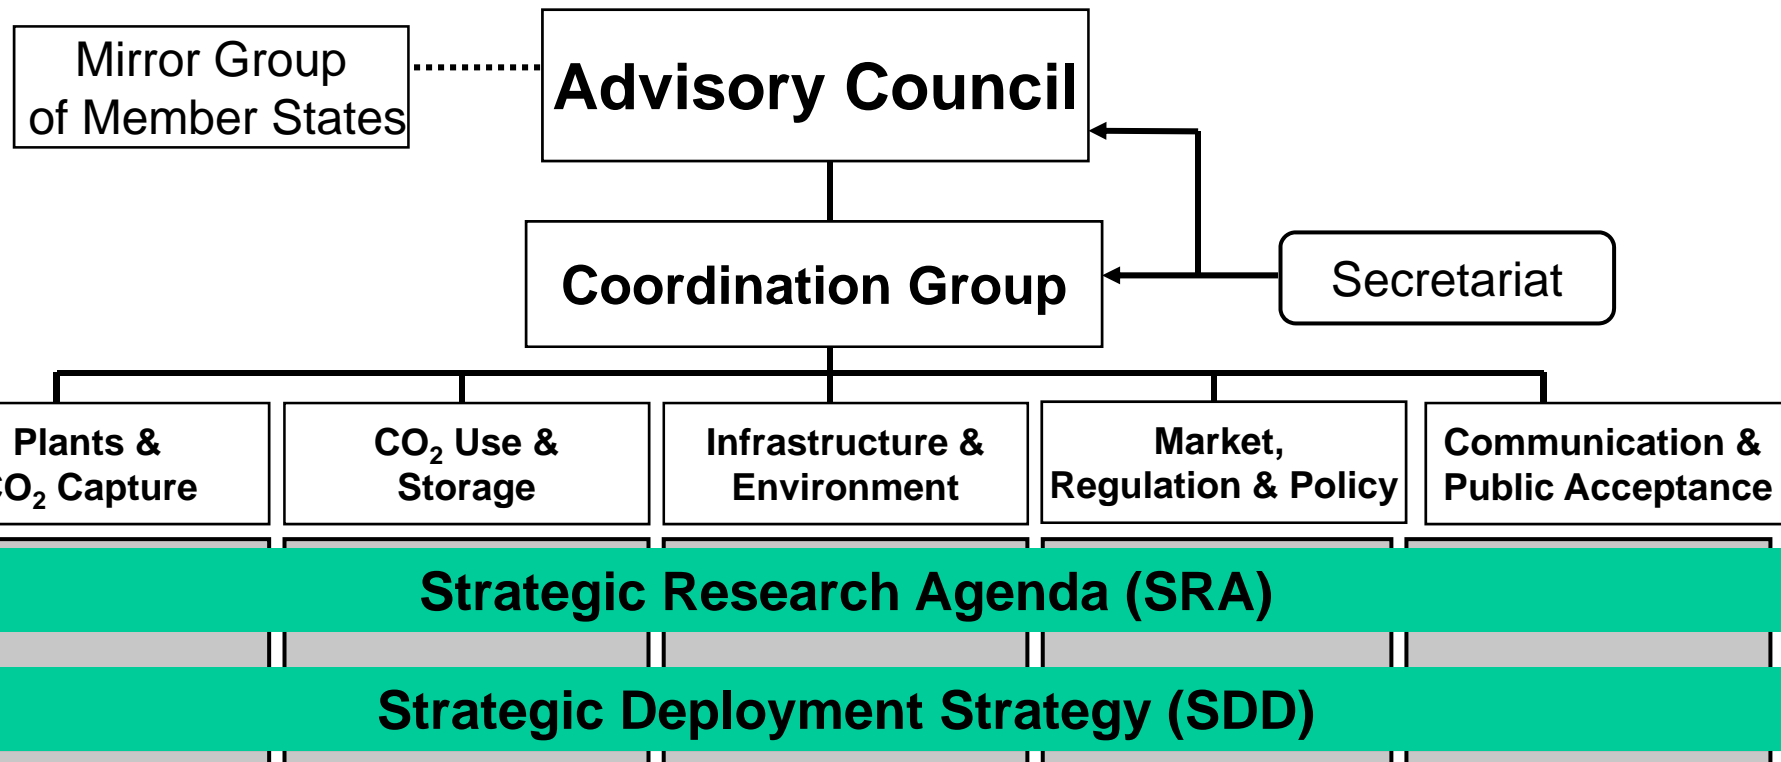 Mirror Group
of Member States
Advisory Council
Coordination Group
Secretariat
Plants &
CO₂ Capture
CO₂ Use &
Storage
Infrastructure &
Environment
Market,
Regulation & Policy
Communication &
Public Acceptance
Strategic Research Agenda (SRA)
Strategic Deployment Strategy (SDD)